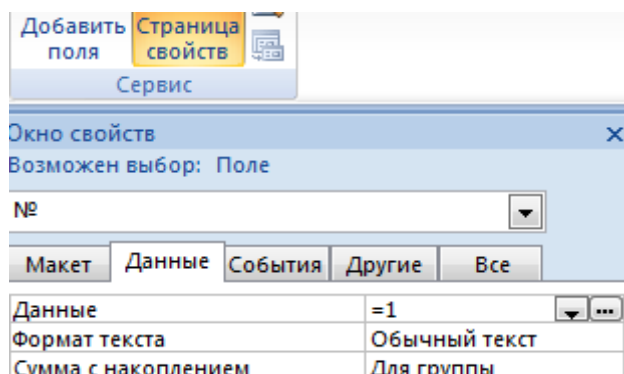 Добавить Страница
поля свойств
Сервис
Окно свойств
Возможен выбор: Поле
№
Макет Данные События Другие Все
Данные =1
Формат текста Обычный текст
Сумма с накоплением Для группы